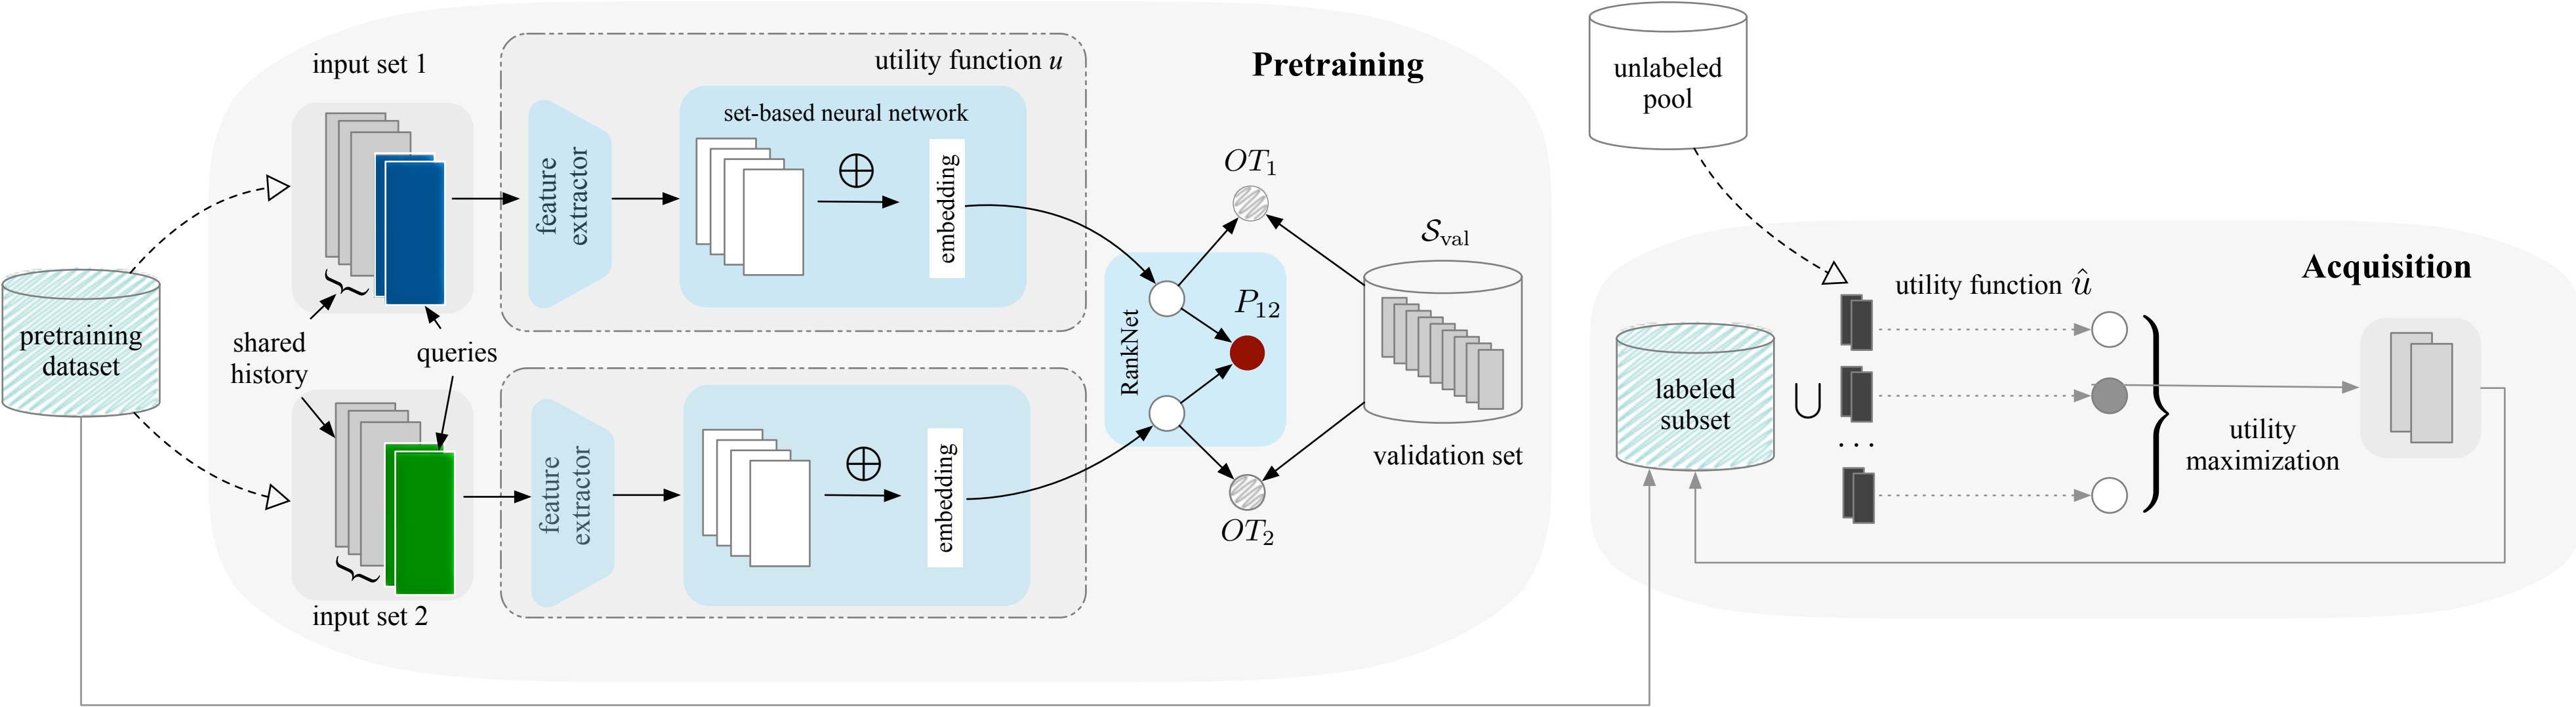 input set 1
utility function u
Pretraining
set-based neural network
feature
extractor
⊕
embedding
OT₁
S_val
P₁₂
RankNet
pretraining
dataset
shared
history
queries
feature
extractor
⊕
embedding
OT₂
validation set
input set 2
unlabeled
pool
Acquisition
utility function û
labeled
subset
∪
...
utility
maximization